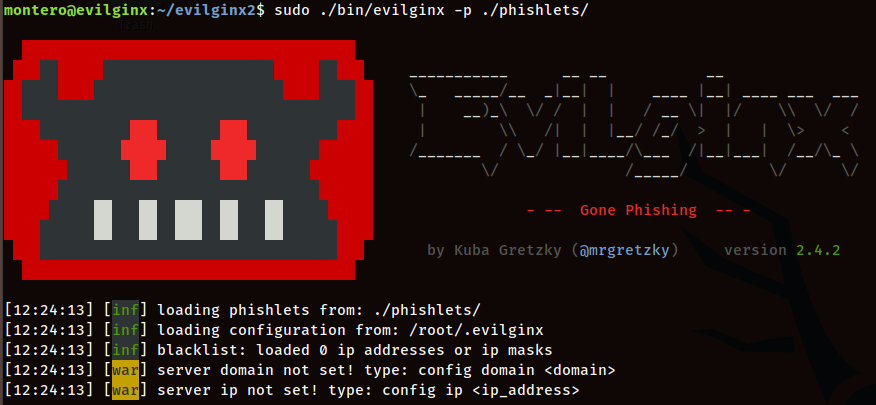 montero@evilginx:~/evilginx2$ sudo ./bin/evilginx -p ./phishlets/
Evilginx
- -- Gone Phishing -- -
by Kuba Gretzky (@mrgretzky) version 2.4.2
[12:24:13] [inf] loading phishlets from: ./phishlets/
[12:24:13] [inf] loading configuration from: /root/.evilginx
[12:24:13] [inf] blacklist: loaded 0 ip addresses or ip masks
[12:24:13] [war] server domain not set! type: config domain <domain>
[12:24:13] [war] server ip not set! type: config ip <ip_address>